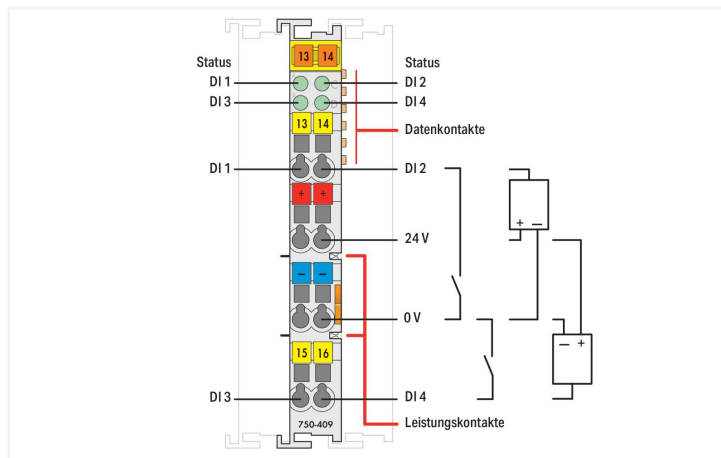 13 14
Status
Status
DI 1
DI 2
DI 3
DI 4
C
D
13 14
Datenkontakte
DI 1
DI 2
+ +
+ −
24 V
− −
0 V
− +
15 16
DI 3
DI 4
Leistungskontakte
750-409